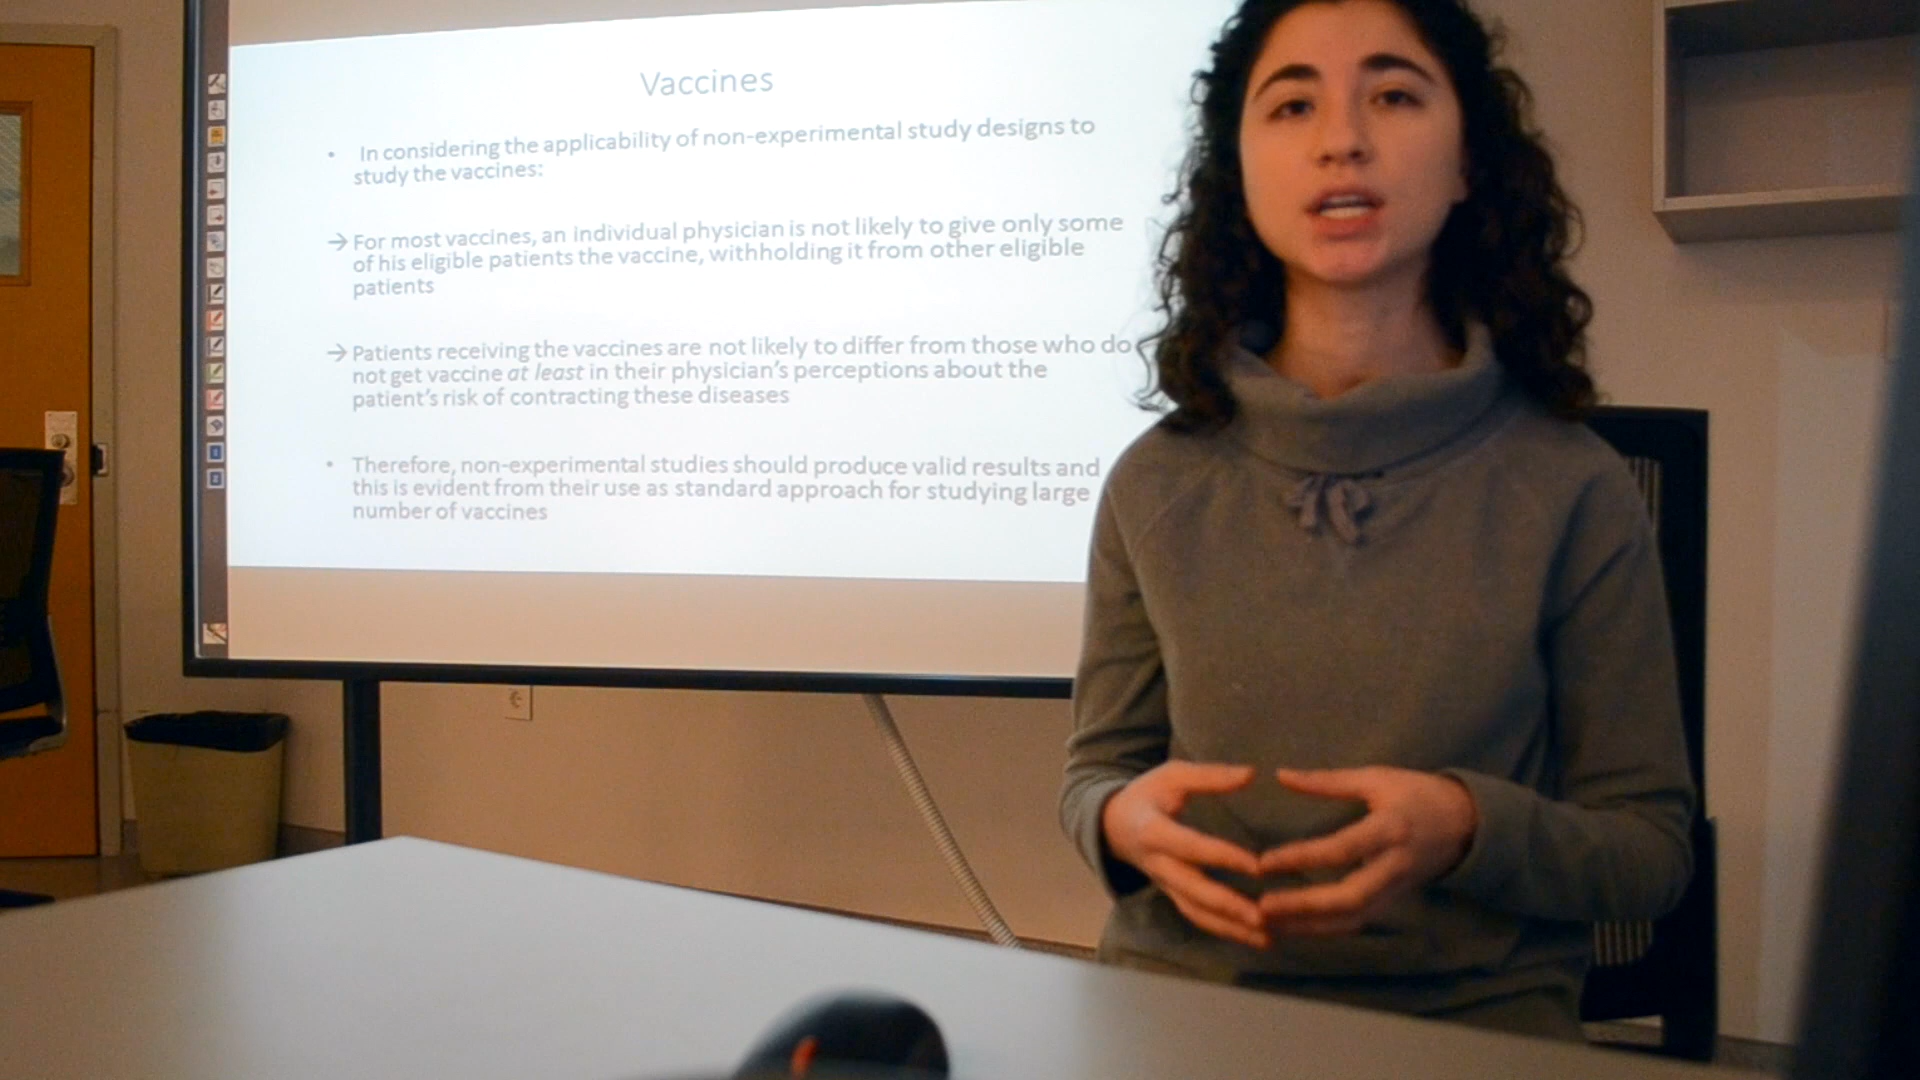 Vaccines
• In considering the applicability of non-experimental study designs to
study the vaccines:
→ For most vaccines, an individual physician is not likely to give only some
of his eligible patients the vaccine, withholding it from other eligible
patients
→ Patients receiving the vaccines are not likely to differ from those who do
not get vaccine at least in their physician's perceptions about the
patient's risk of contracting these diseases
• Therefore, non-experimental studies should produce valid results and
this is evident from their use as standard approach for studying large
number of vaccines